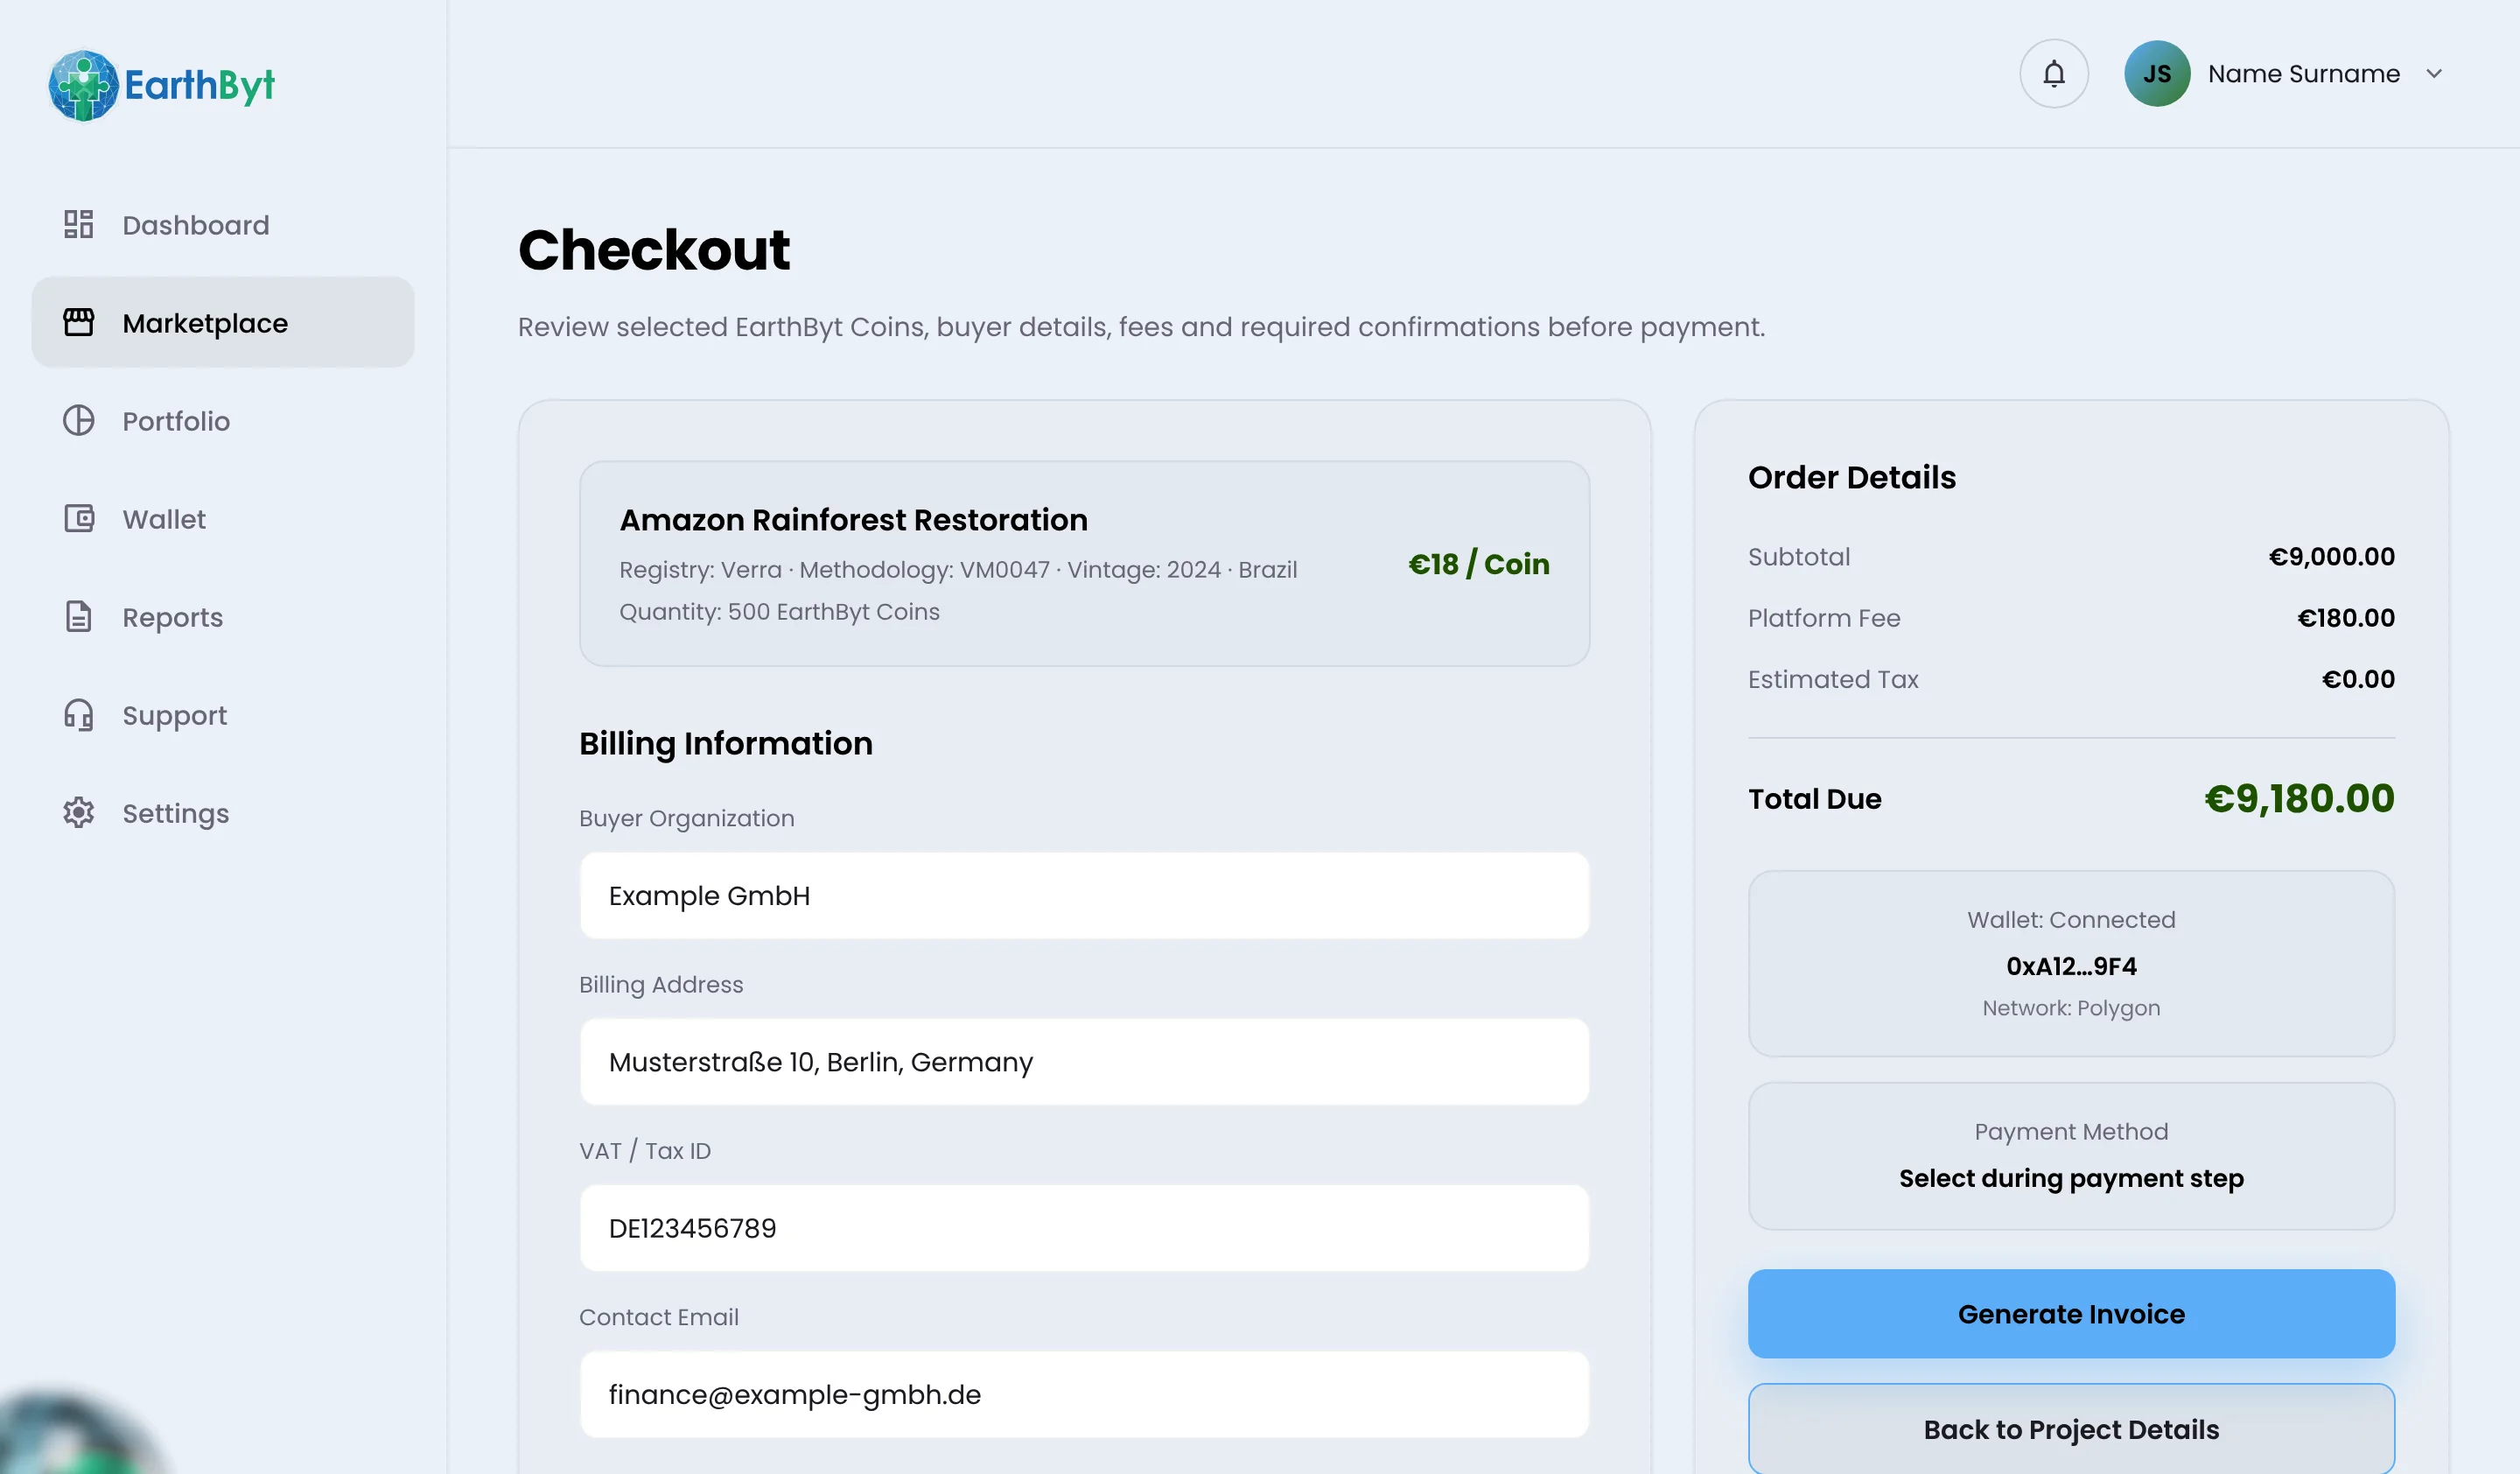 EarthByt
JS
Name Surname
Dashboard
Marketplace
Portfolio
Wallet
Reports
Support
Settings
Checkout
Review selected EarthByt Coins, buyer details, fees and required confirmations before payment.
Amazon Rainforest Restoration
Registry: Verra · Methodology: VM0047 · Vintage: 2024 · Brazil
Quantity: 500 EarthByt Coins
€18 / Coin
Billing Information
Buyer Organization
Example GmbH
Billing Address
Musterstraße 10, Berlin, Germany
VAT / Tax ID
DE123456789
Contact Email
finance@example-gmbh.de
Order Details
Subtotal €9,000.00
Platform Fee €180.00
Estimated Tax €0.00
Total Due €9,180.00
Wallet: Connected
0xA12...9F4
Network: Polygon
Payment Method
Select during payment step
Generate Invoice
Back to Project Details